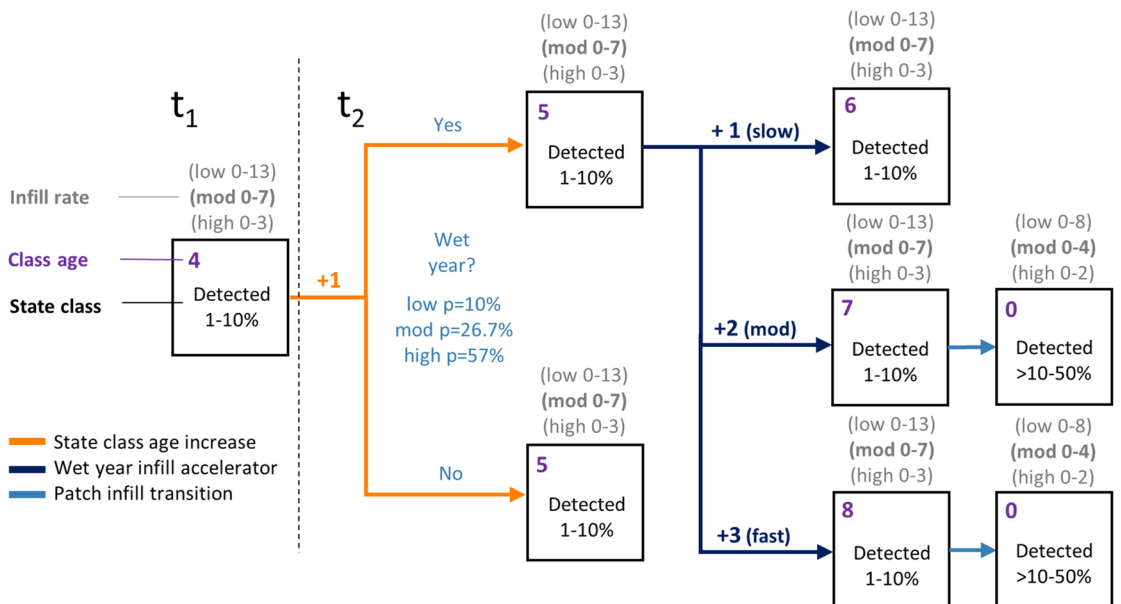 t1
t2
Infill rate
(low 0-13)
(mod 0-7)
(high 0-3)
Class age
4
State class
Detected
1-10%
+1
Yes
Wet
year?
low p=10%
mod p=26.7%
high p=57%
No
(low 0-13)
(mod 0-7)
(high 0-3)
5
Detected
1-10%
(low 0-13)
(mod 0-7)
(high 0-3)
5
Detected
1-10%
+ 1 (slow)
(low 0-13)
(mod 0-7)
(high 0-3)
6
Detected
1-10%
+2 (mod)
(low 0-13)
(mod 0-7)
(high 0-3)
7
Detected
1-10%
(low 0-8)
(mod 0-4)
(high 0-2)
0
Detected
>10-50%
+3 (fast)
(low 0-13)
(mod 0-7)
(high 0-3)
8
Detected
1-10%
(low 0-8)
(mod 0-4)
(high 0-2)
0
Detected
>10-50%
State class age increase
Wet year infill accelerator
Patch infill transition